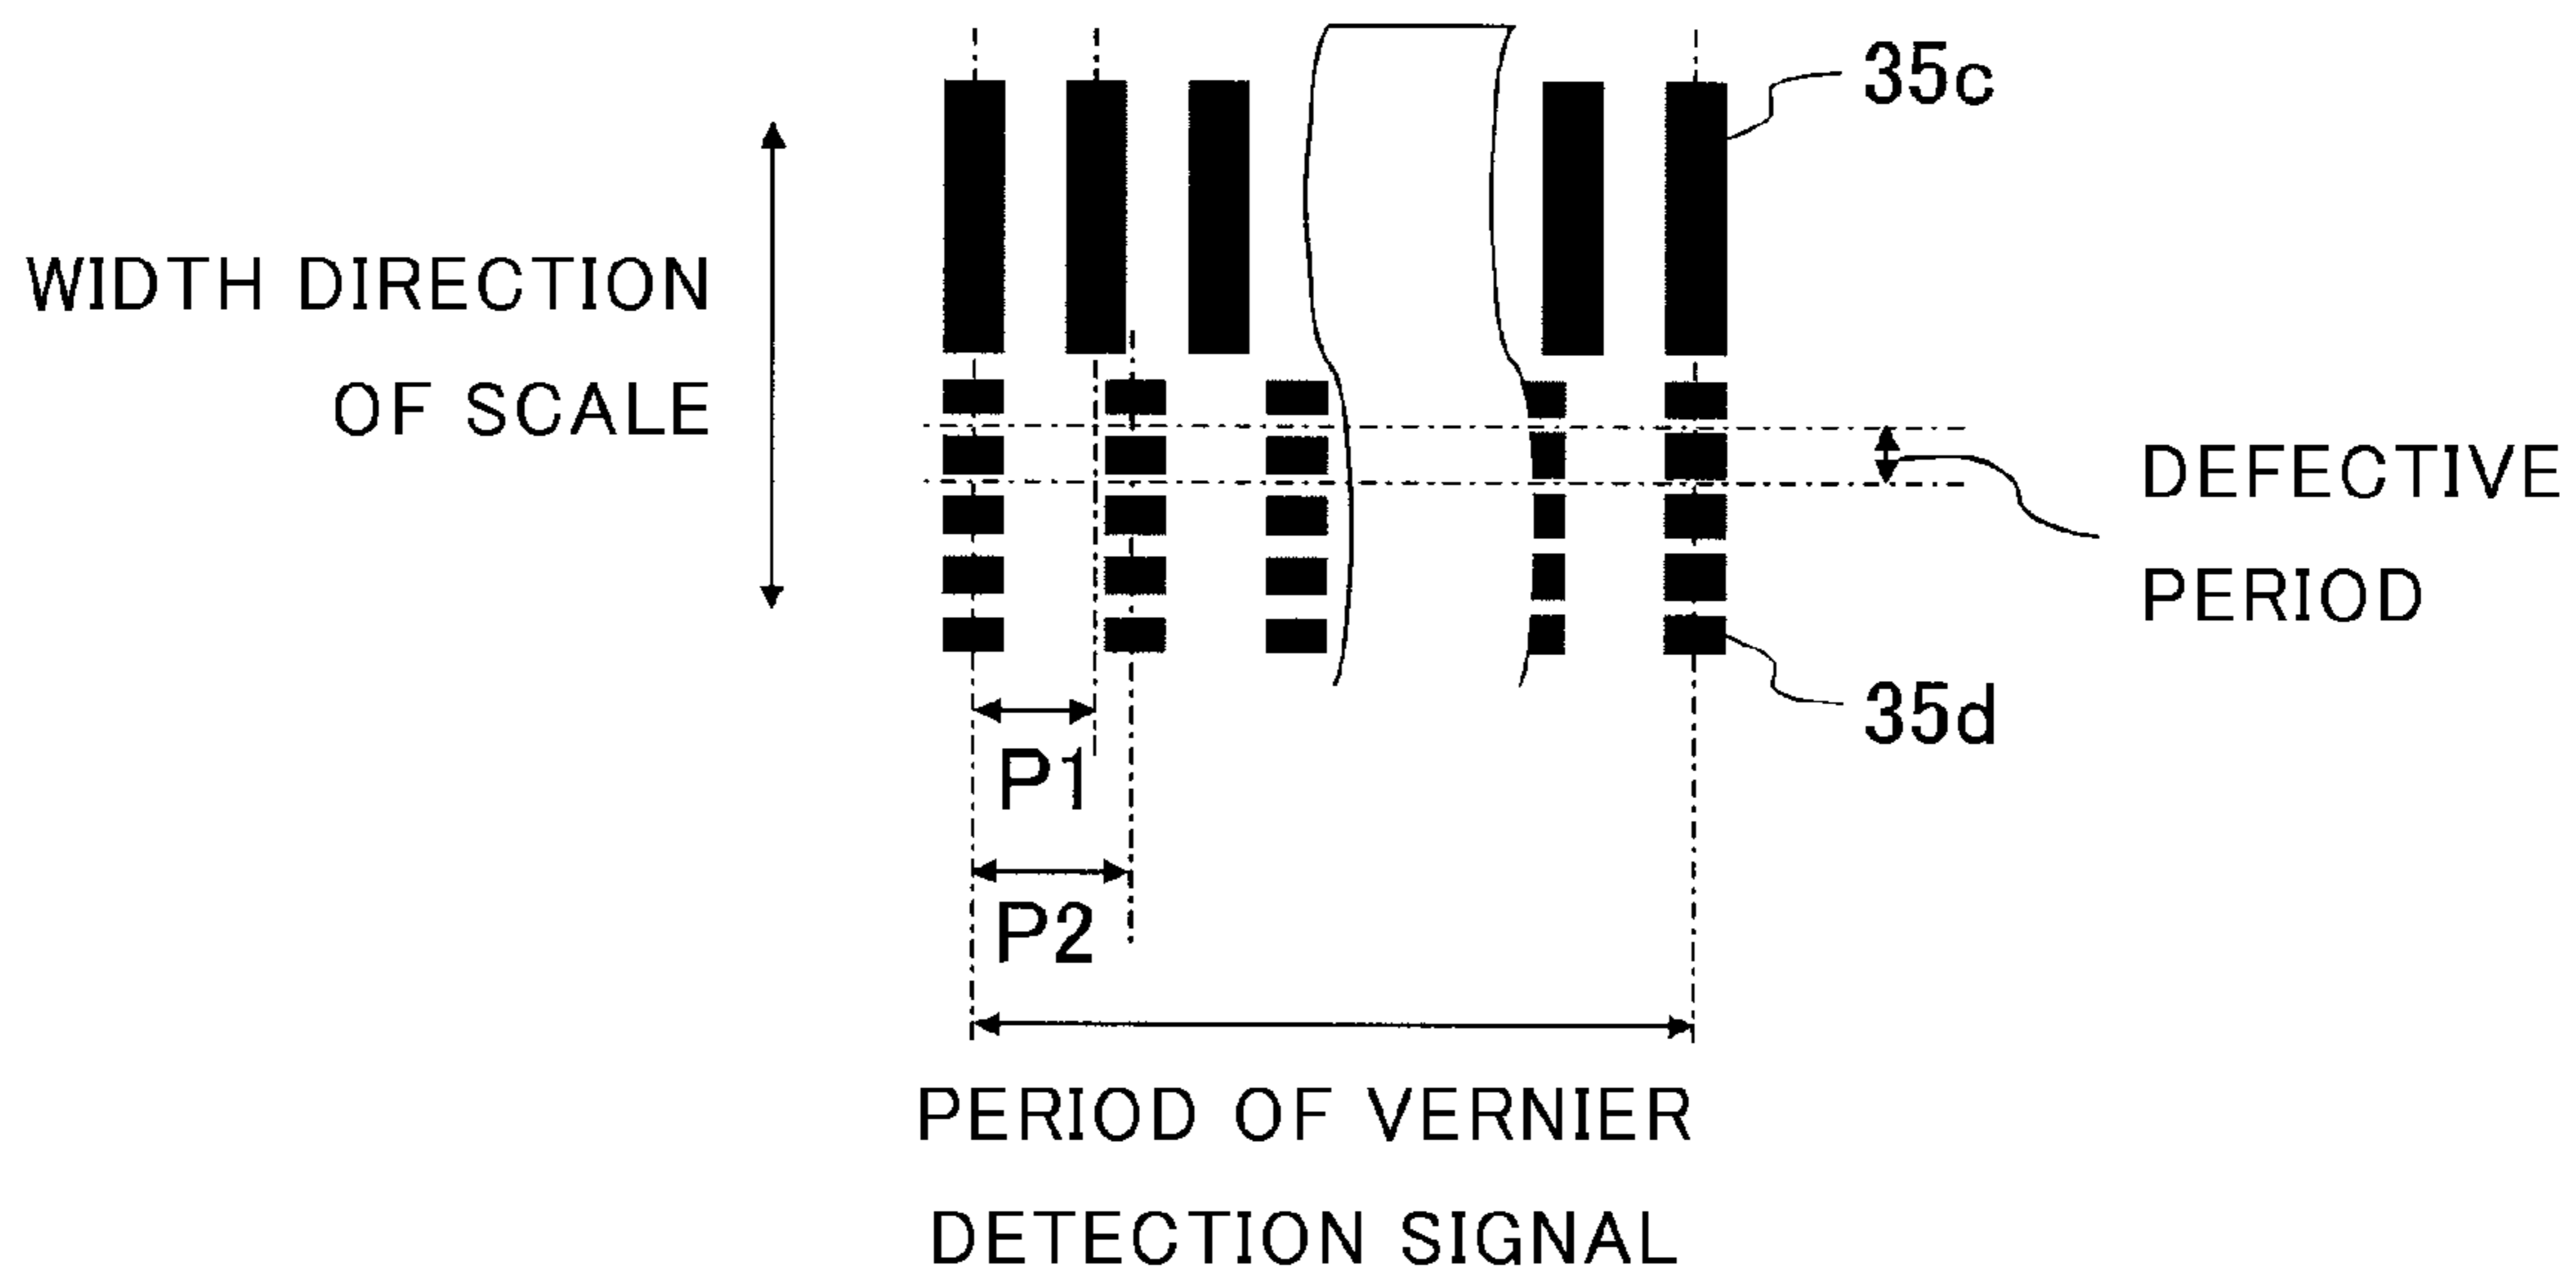 35c
WIDTH DIRECTION
OF SCALE
DEFECTIVE
PERIOD
35d
P1
P2
PERIOD OF VERNIER
DETECTION SIGNAL